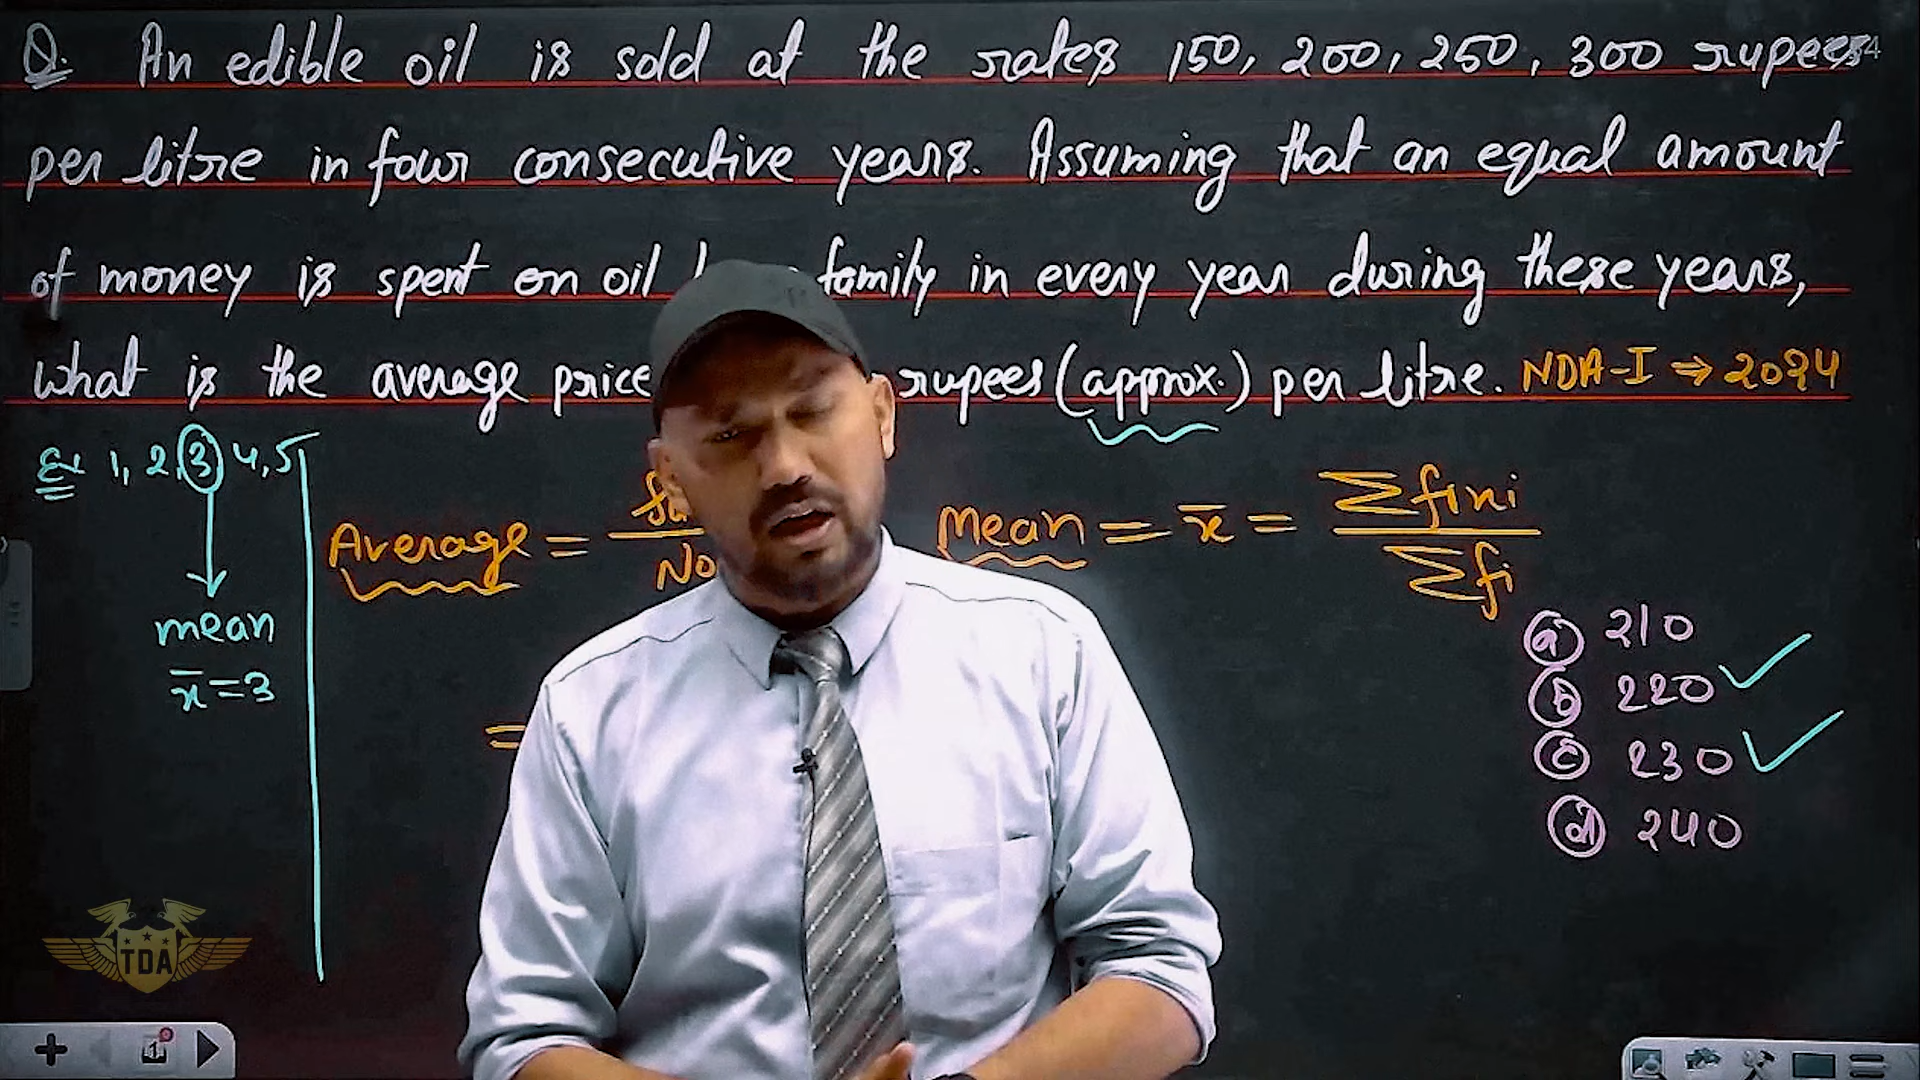 Q. An edible oil is sold at the rates 150, 200, 250, 300 rupees
per litre in four consecutive years. Assuming that an equal amount
of money is spent on oil family in every year during these years,
what is the average price rupees (approx.) per litre. NDA-I ⇒ 2024
Ex 1, 2, 3, 4, 5
mean
x̄ = 3
Average =
No
Mean = x̄ = Σfixi / Σfi
=
(a) 210
(b) 220 ✓
(c) 230 ✓
(d) 240
TDA